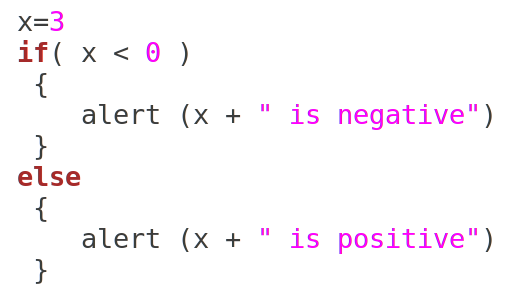 x=3
if( x < 0 )
 {
    alert (x + " is negative")
 }
else
 {
    alert (x + " is positive")
 }